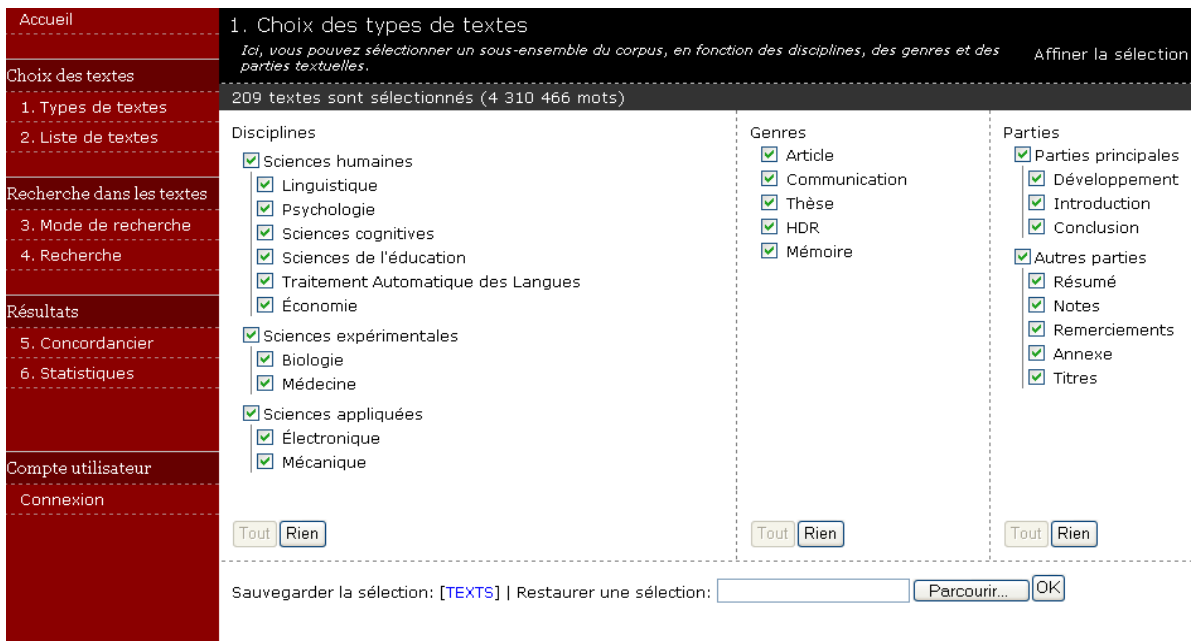 Accueil
Choix des textes
1. Types de textes
2. Liste de textes
Recherche dans les textes
3. Mode de recherche
4. Recherche
Résultats
5. Concordancier
6. Statistiques
Compte utilisateur
Connexion
1. Choix des types de textes
Ici, vous pouvez sélectionner un sous-ensemble du corpus, en fonction des disciplines, des genres et des
parties textuelles.
Affiner la sélection
209 textes sont sélectionnés (4 310 466 mots)
Disciplines
Sciences humaines
Linguistique
Psychologie
Sciences cognitives
Sciences de l'éducation
Traitement Automatique des Langues
Économie
Sciences expérimentales
Biologie
Médecine
Sciences appliquées
Électronique
Mécanique
Tout Rien
Genres
Article
Communication
Thèse
HDR
Mémoire
Tout Rien
Parties
Parties principales
Développement
Introduction
Conclusion
Autres parties
Résumé
Notes
Remerciements
Annexe
Titres
Tout Rien
Sauvegarder la sélection: [TEXTS] | Restaurer une sélection: Parcourir... OK